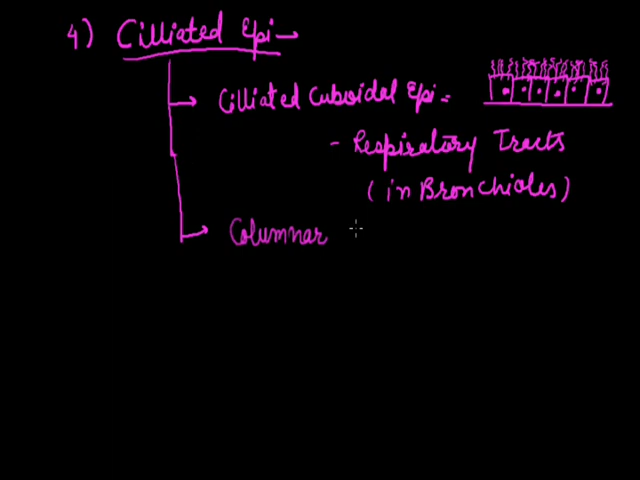 4) Cilliated Epi→
→ Cilliated Cuboidal Epi -
- Respiratory Tracts
(in Bronchioles)
→ Columnar